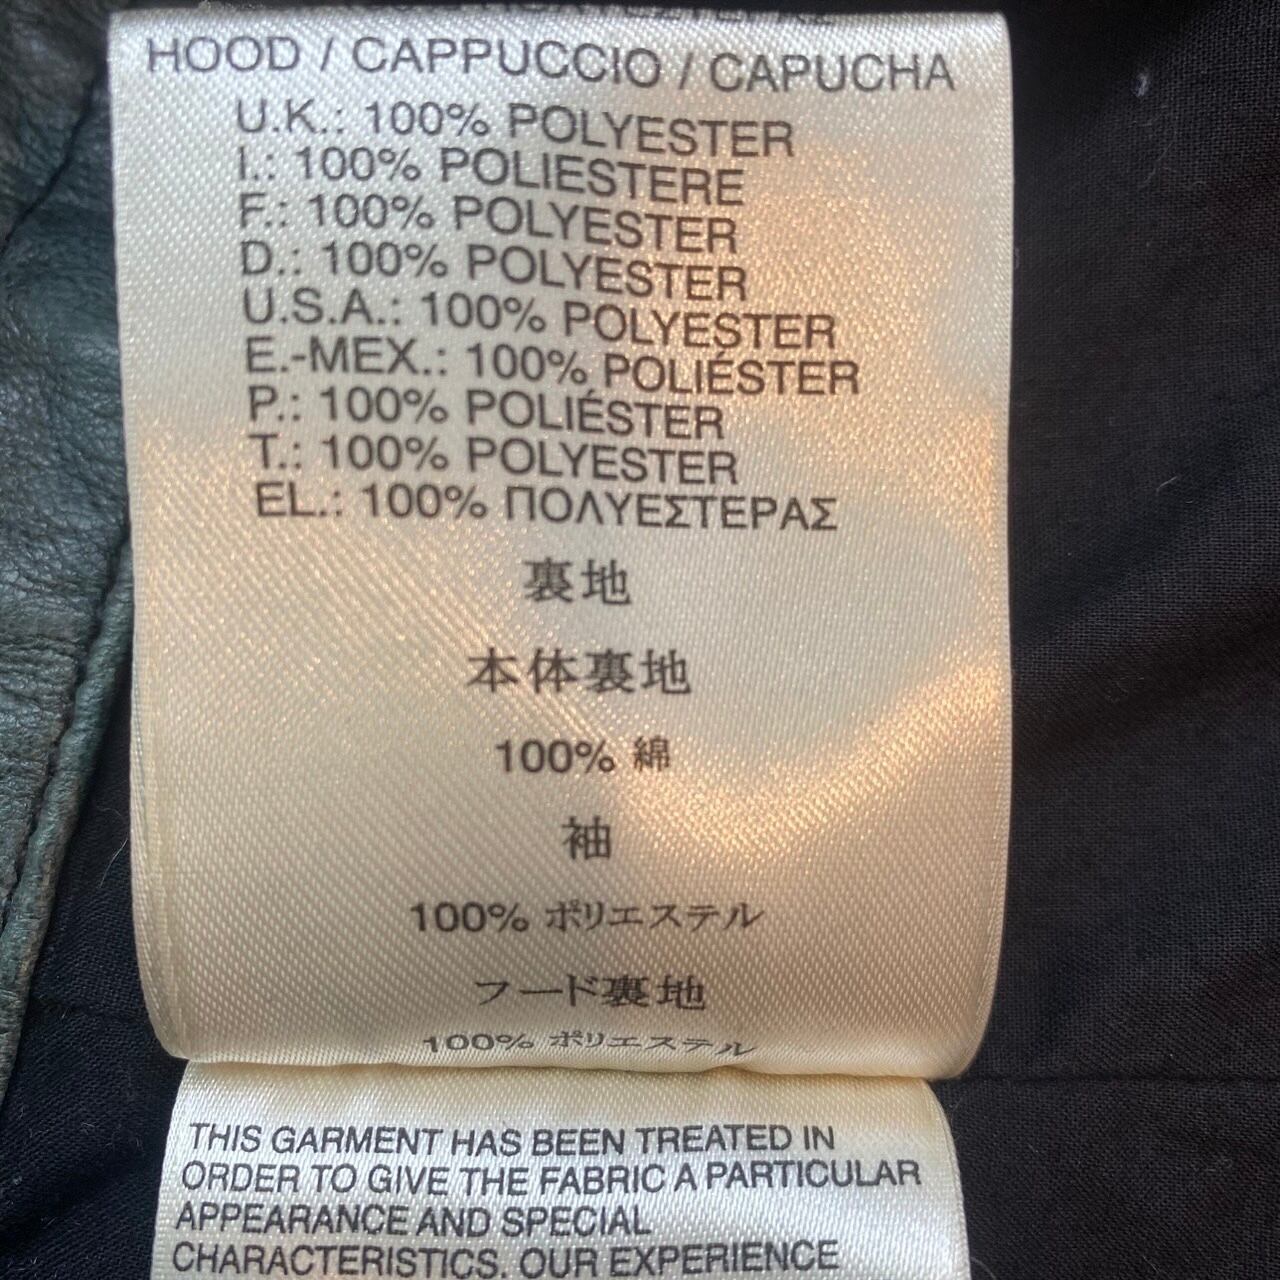 HOOD / CAPPUCCIO / CAPUCHA
U.K.: 100% POLYESTER
I.: 100% POLIESTERE
F.: 100% POLYESTER
D.: 100% POLYESTER
U.S.A.: 100% POLYESTER
E.-MEX.: 100% POLIÉSTER
P.: 100% POLIÉSTER
T.: 100% POLYESTER
EL.: 100% ΠΟΛΥΕΣΤΕΡΑΣ
裏地
本体裏地
100% 綿
袖
100% ポリエステル
フード裏地
100% ポリエステル
THIS GARMENT HAS BEEN TREATED IN
ORDER TO GIVE THE FABRIC A PARTICULAR
APPEARANCE AND SPECIAL
CHARACTERISTICS. OUR EXPERIENCE